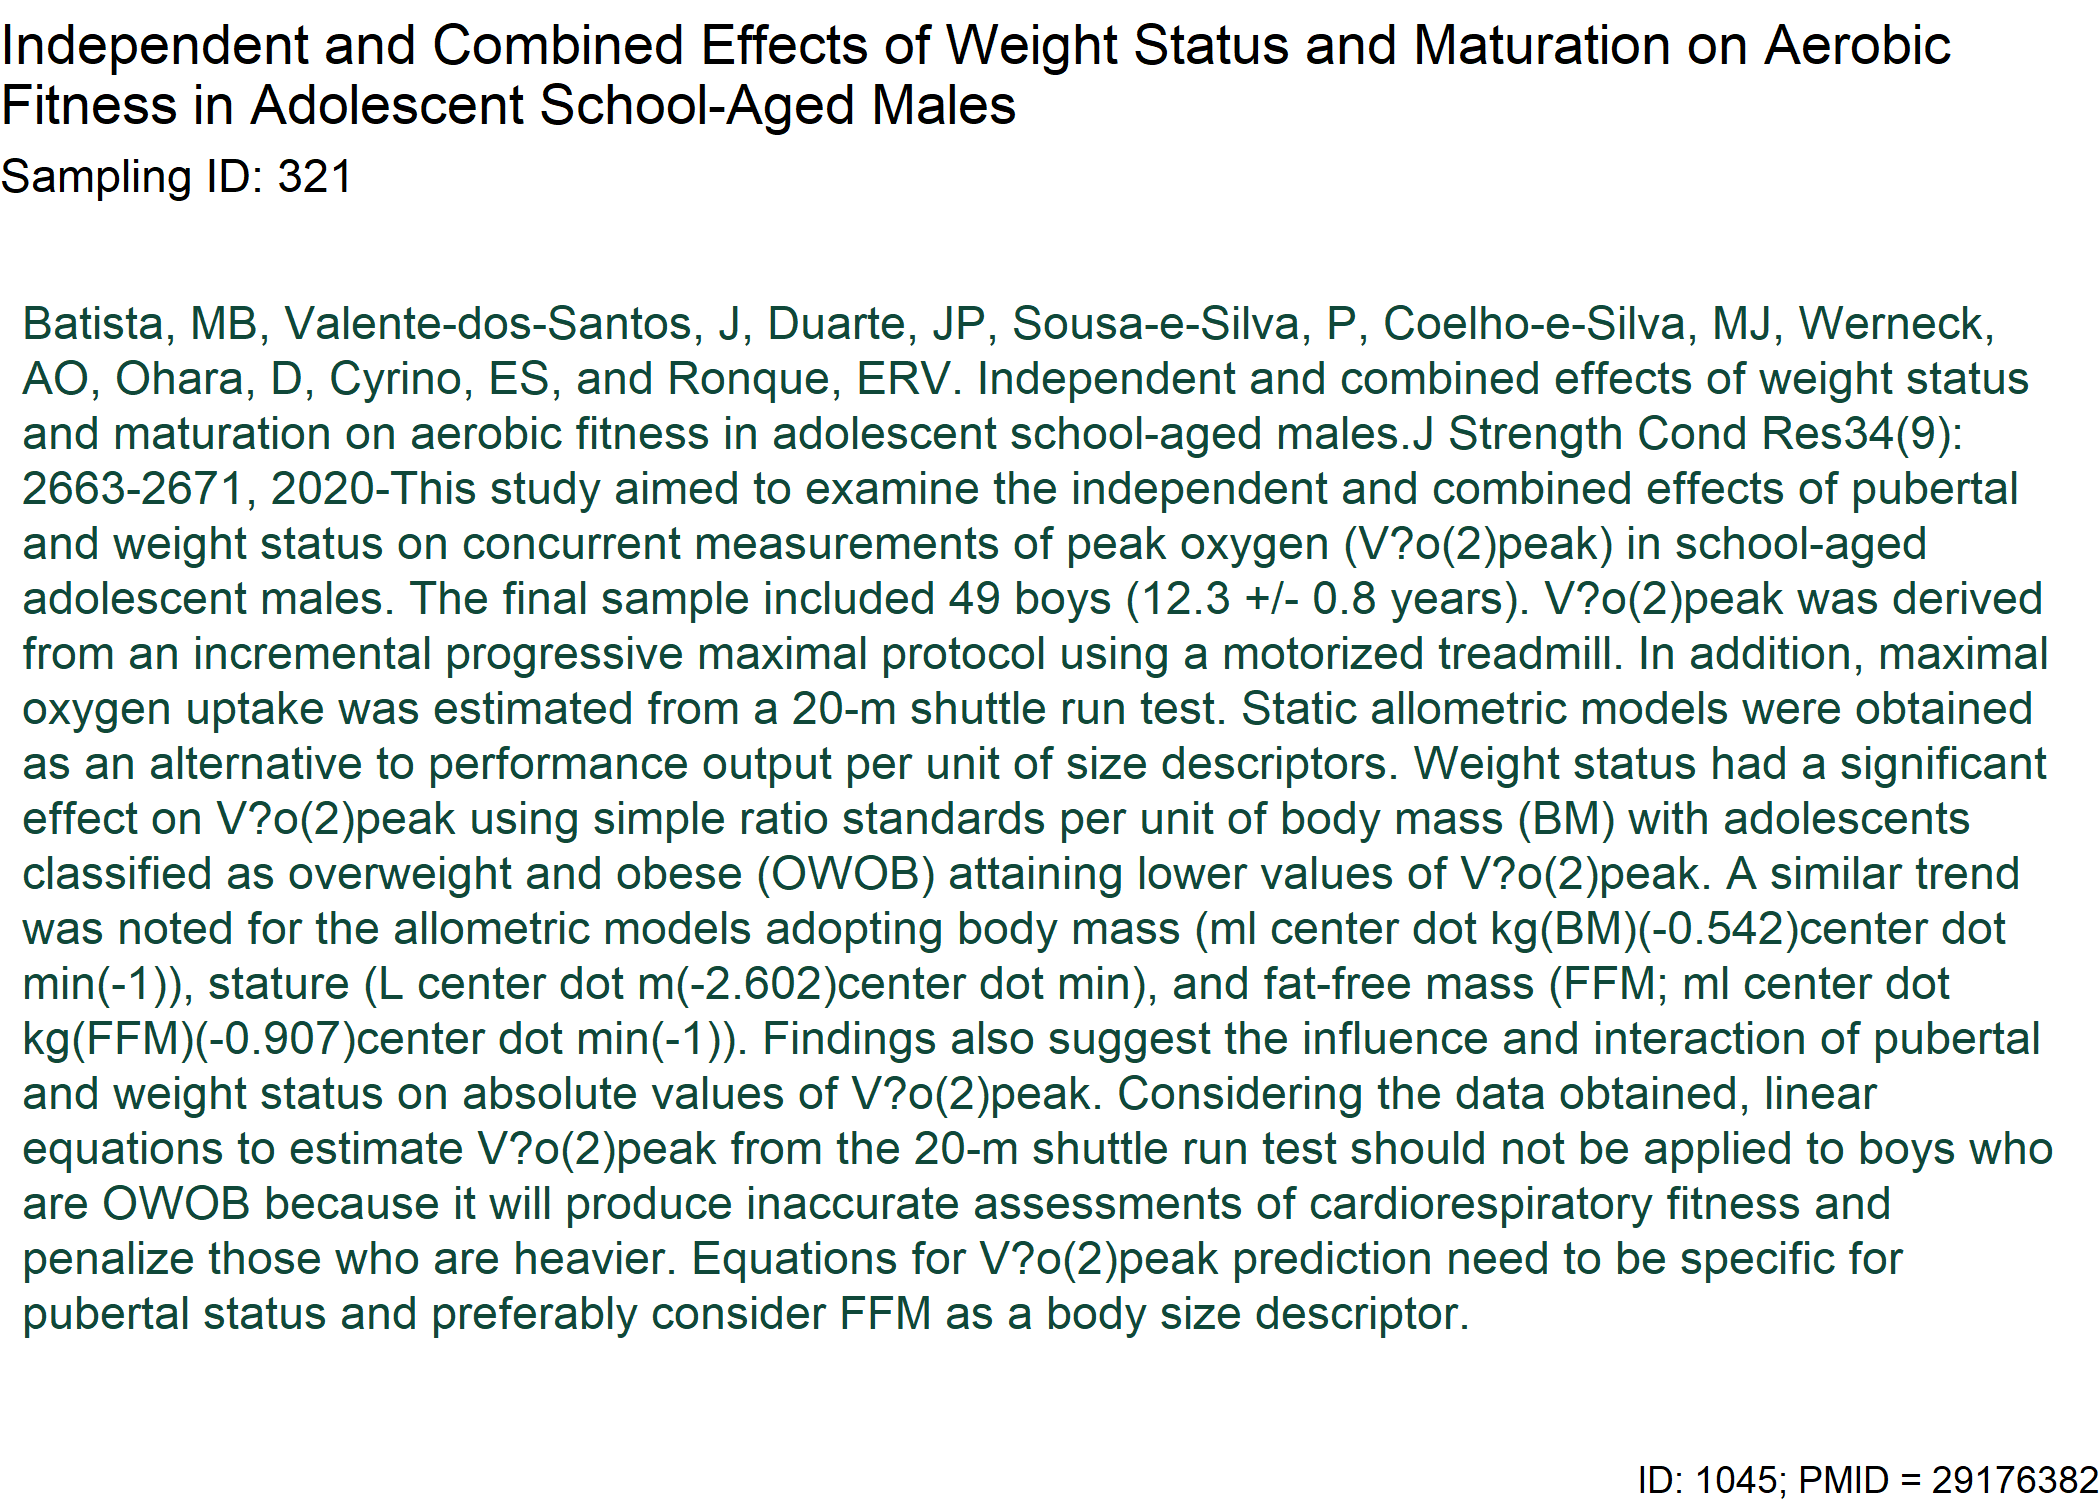 Independent and Combined Effects of Weight Status and Maturation on Aerobic
Fitness in Adolescent School-Aged Males
Sampling ID: 321
Batista, MB, Valente-dos-Santos, J, Duarte, JP, Sousa-e-Silva, P, Coelho-e-Silva, MJ, Werneck,
AO, Ohara, D, Cyrino, ES, and Ronque, ERV. Independent and combined effects of weight status
and maturation on aerobic fitness in adolescent school-aged males.J Strength Cond Res34(9):
2663-2671, 2020-This study aimed to examine the independent and combined effects of pubertal
and weight status on concurrent measurements of peak oxygen (V?o(2)peak) in school-aged
adolescent males. The final sample included 49 boys (12.3 +/- 0.8 years). V?o(2)peak was derived
from an incremental progressive maximal protocol using a motorized treadmill. In addition, maximal
oxygen uptake was estimated from a 20-m shuttle run test. Static allometric models were obtained
as an alternative to performance output per unit of size descriptors. Weight status had a significant
effect on V?o(2)peak using simple ratio standards per unit of body mass (BM) with adolescents
classified as overweight and obese (OWOB) attaining lower values of V?o(2)peak. A similar trend
was noted for the allometric models adopting body mass (ml center dot kg(BM)(-0.542)center dot
min(-1)), stature (L center dot m(-2.602)center dot min), and fat-free mass (FFM; ml center dot
kg(FFM)(-0.907)center dot min(-1)). Findings also suggest the influence and interaction of pubertal
and weight status on absolute values of V?o(2)peak. Considering the data obtained, linear
equations to estimate V?o(2)peak from the 20-m shuttle run test should not be applied to boys who
are OWOB because it will produce inaccurate assessments of cardiorespiratory fitness and
penalize those who are heavier. Equations for V?o(2)peak prediction need to be specific for
pubertal status and preferably consider FFM as a body size descriptor.
ID: 1045; PMID = 29176382